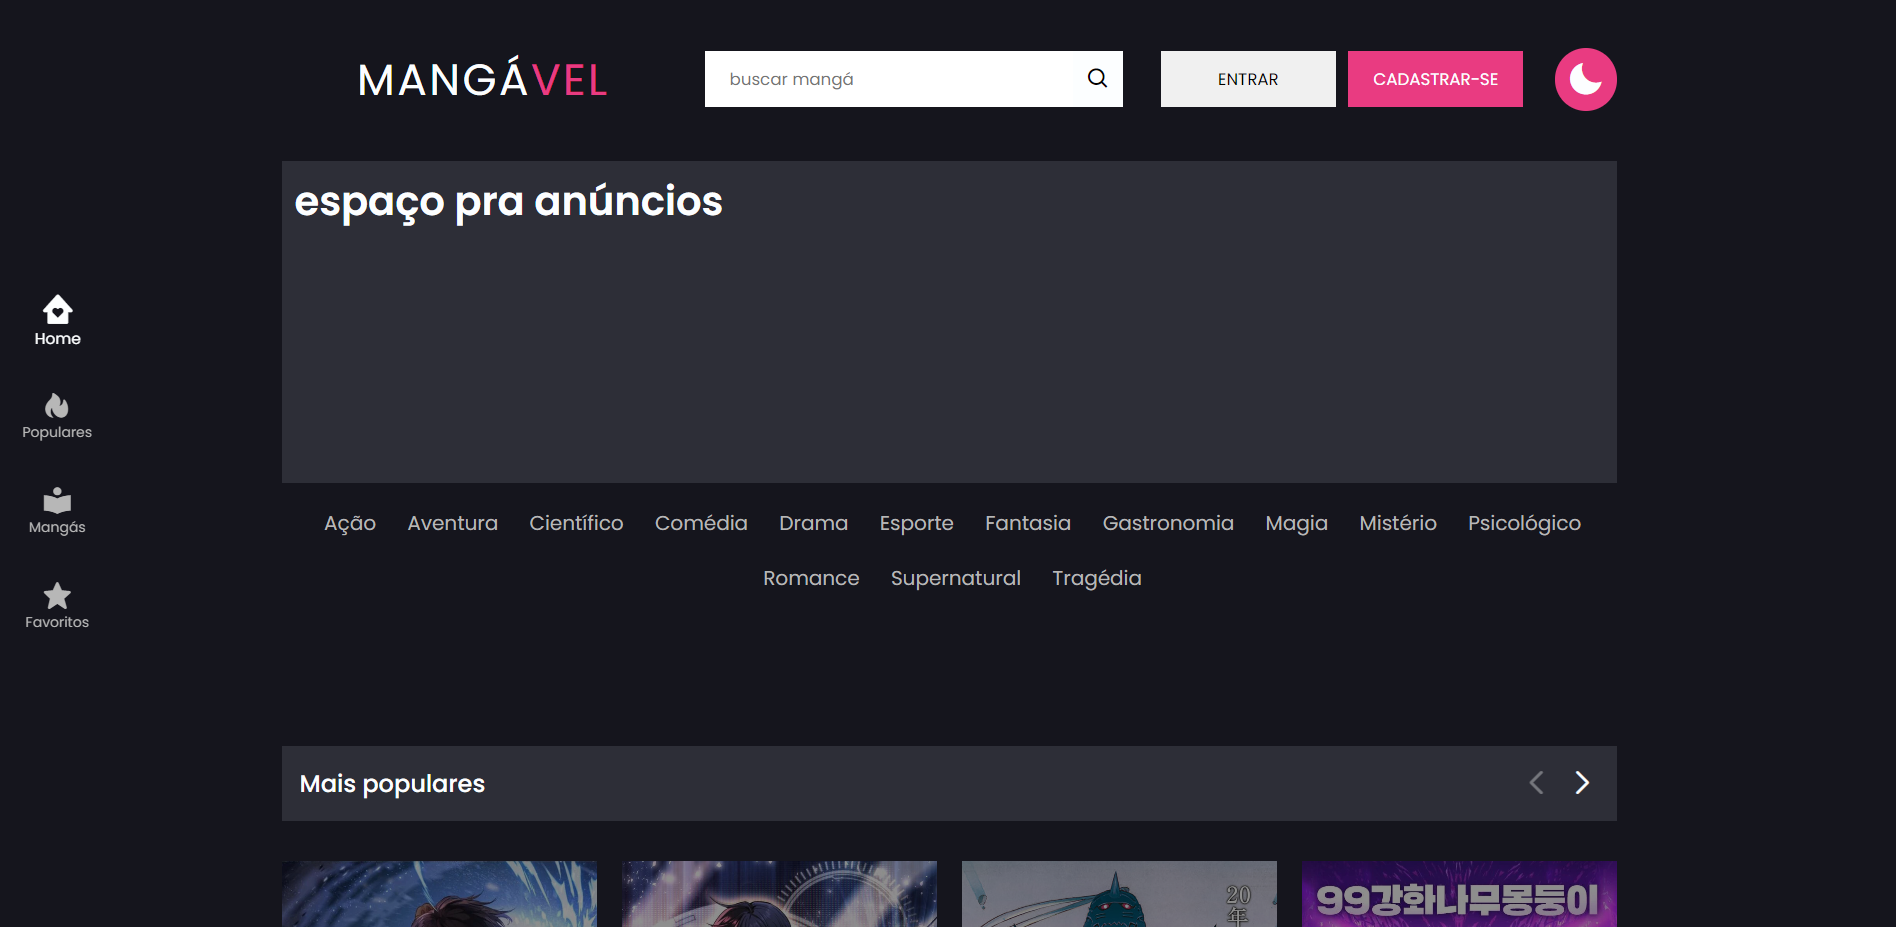 MANGÁVEL
buscar mangá
ENTRAR
CADASTRAR-SE
espaço pra anúncios
Home
Populares
Mangás
Favoritos
Ação Aventura Científico Comédia Drama Esporte Fantasia Gastronomia Magia Mistério Psicológico
Romance Supernatural Tragédia
Mais populares
20
年
99강화나무몽둥이